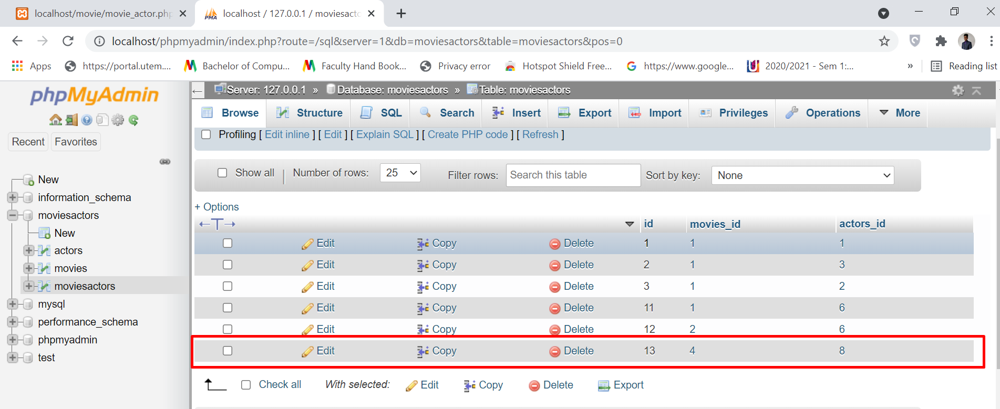 localhost/movie/movie_actor.php
localhost / 127.0.0.1 / moviesacto
localhost/phpmyadmin/index.php?route=/sql&server=1&db=moviesactors&table=moviesactors&pos=0
Apps https://portal.utem.... Bachelor of Compu... Faculty Hand Book... Privacy error Hotspot Shield Free... https://www.google... 2020/2021 - Sem 1:... » Reading list
phpMyAdmin
Recent Favorites
New
information_schema
moviesactors
New
actors
movies
moviesactors
mysql
performance_schema
phpmyadmin
test
Server: 127.0.0.1 » Database: moviesactors » Table: moviesactors
Browse Structure SQL Search Insert Export Import Privileges Operations More
Profiling [ Edit inline ] [ Edit ] [ Explain SQL ] [ Create PHP code ] [ Refresh ]
Show all | Number of rows: 25 Filter rows: Search this table Sort by key: None
+ Options
←T→ id movies_id actors_id
Edit Copy Delete 1 1 1
Edit Copy Delete 2 1 3
Edit Copy Delete 3 1 2
Edit Copy Delete 11 1 6
Edit Copy Delete 12 2 6
Edit Copy Delete 13 4 8
Check all With selected: Edit Copy Delete Export